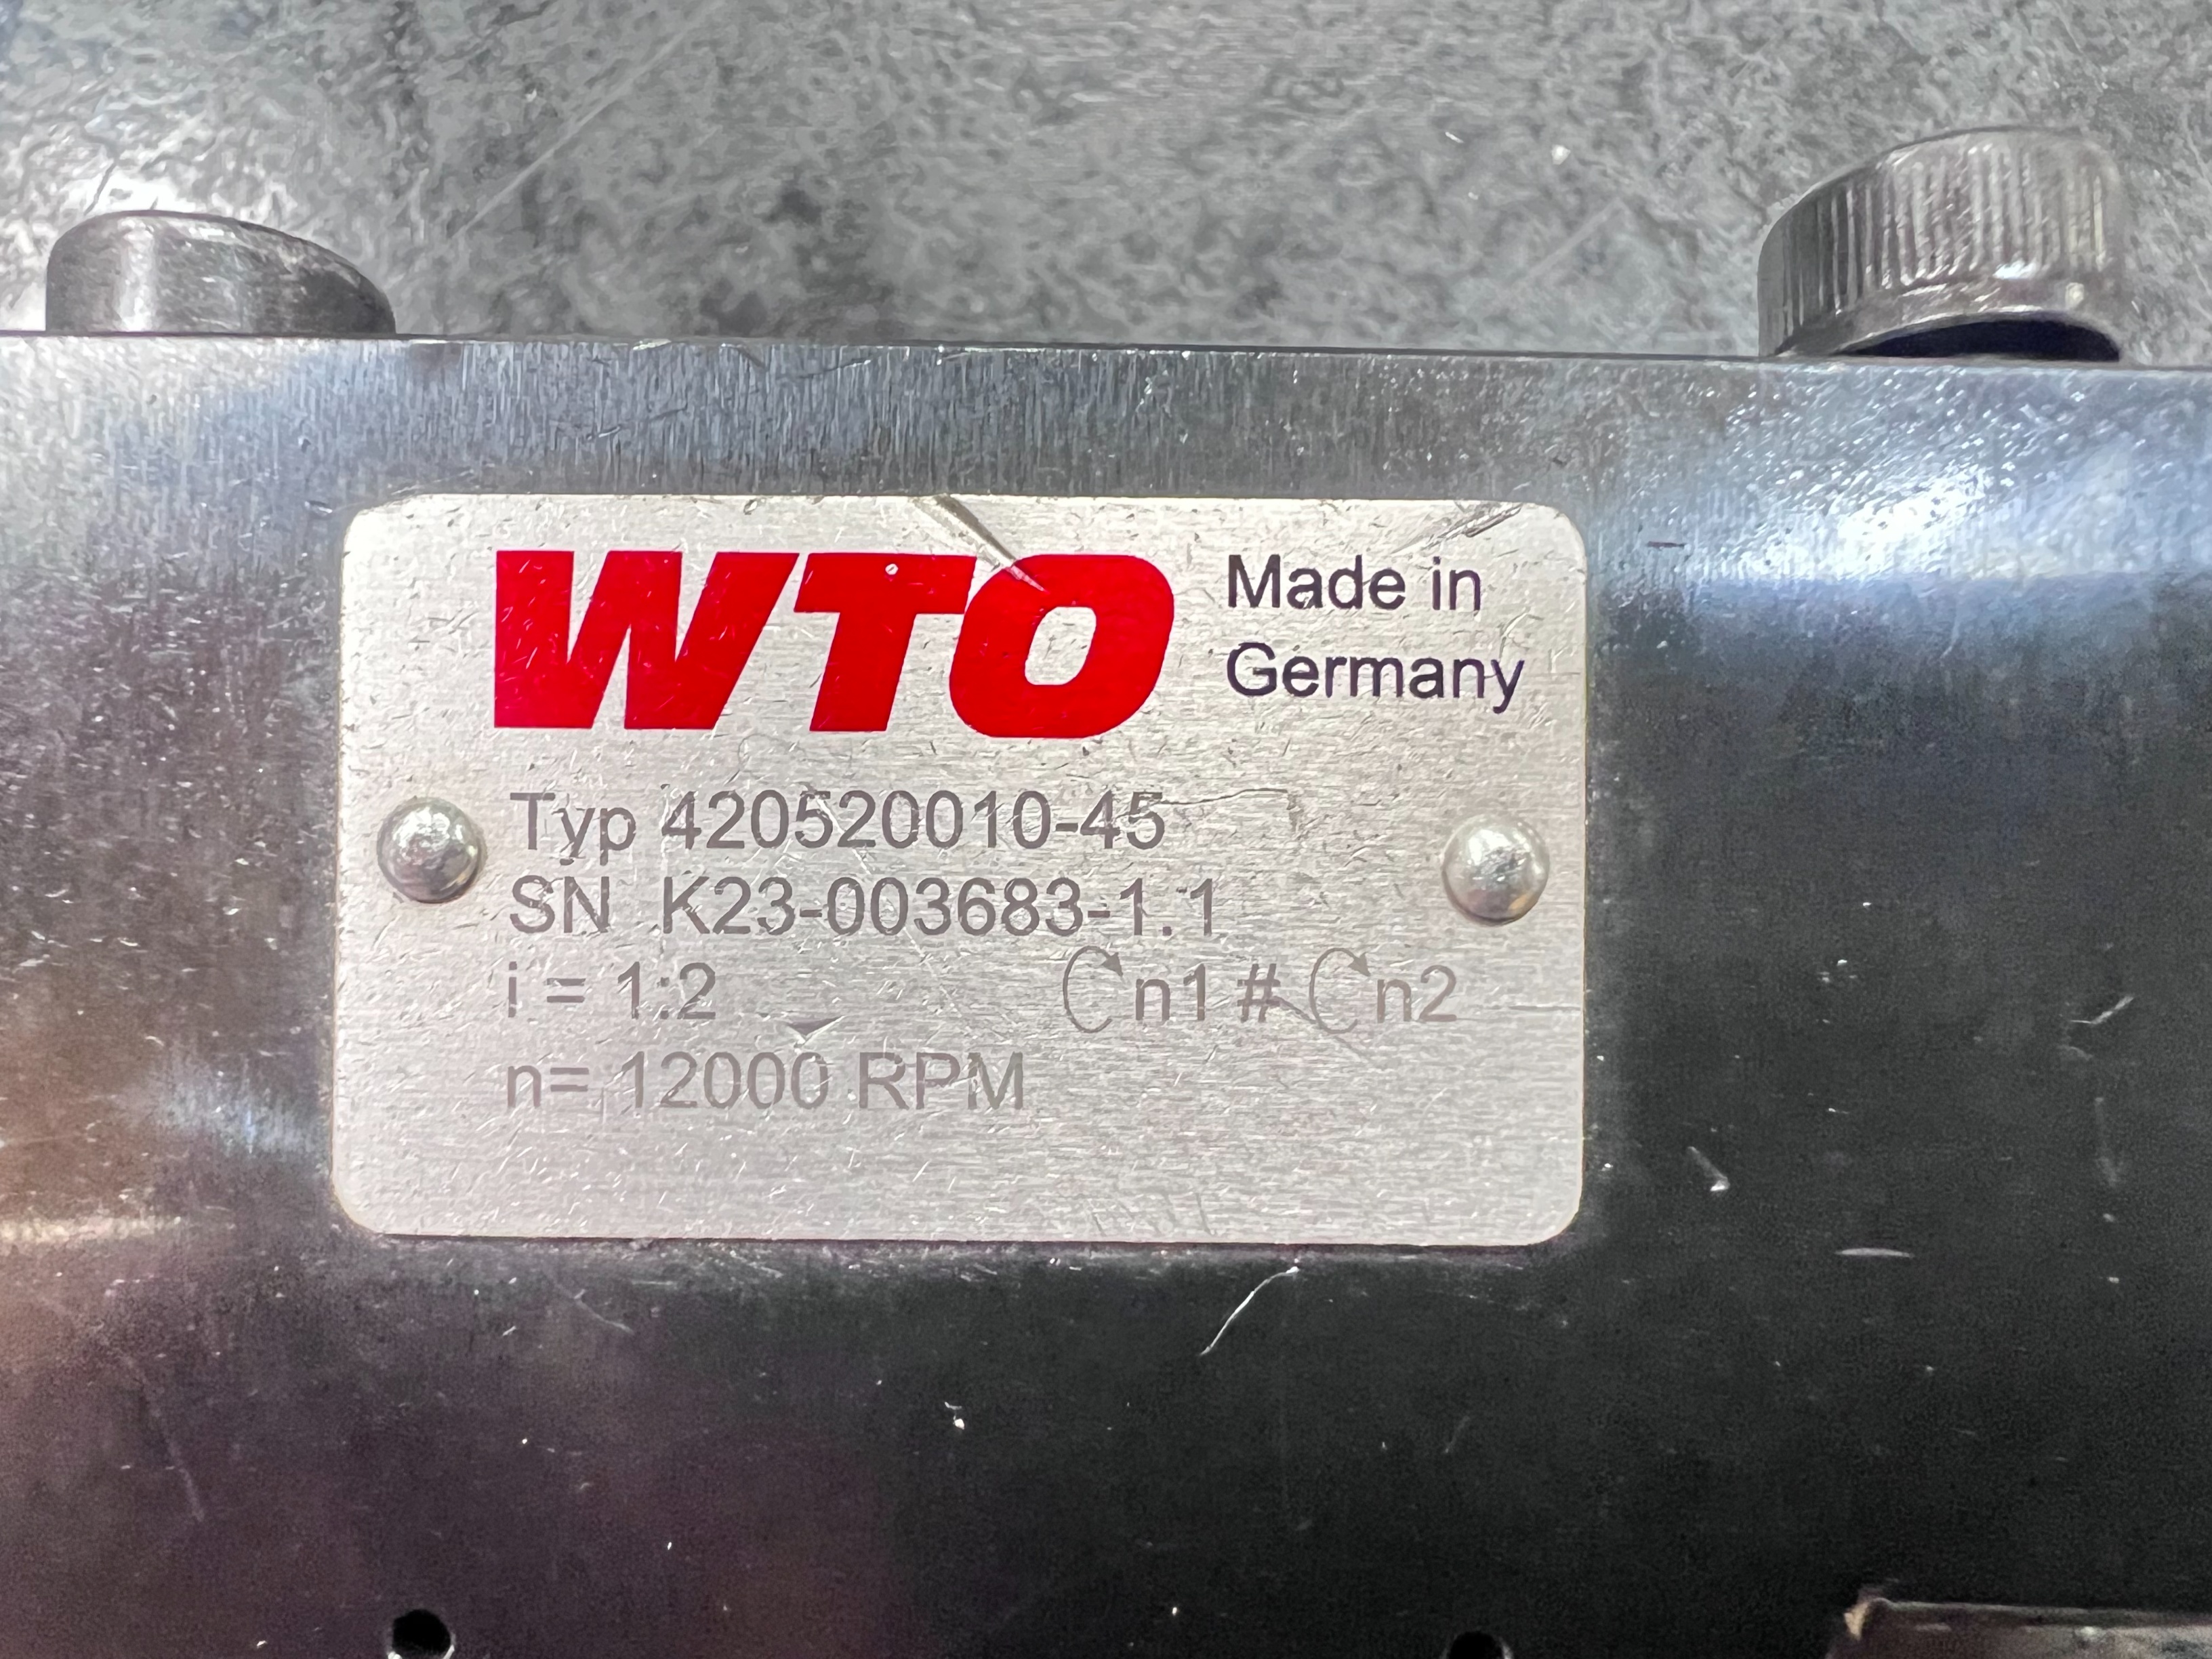 WTO
Made in
Germany
Typ 420520010-45
SN K23-003683-1.1
i = 1:2 n1 # n2
n= 12000 RPM